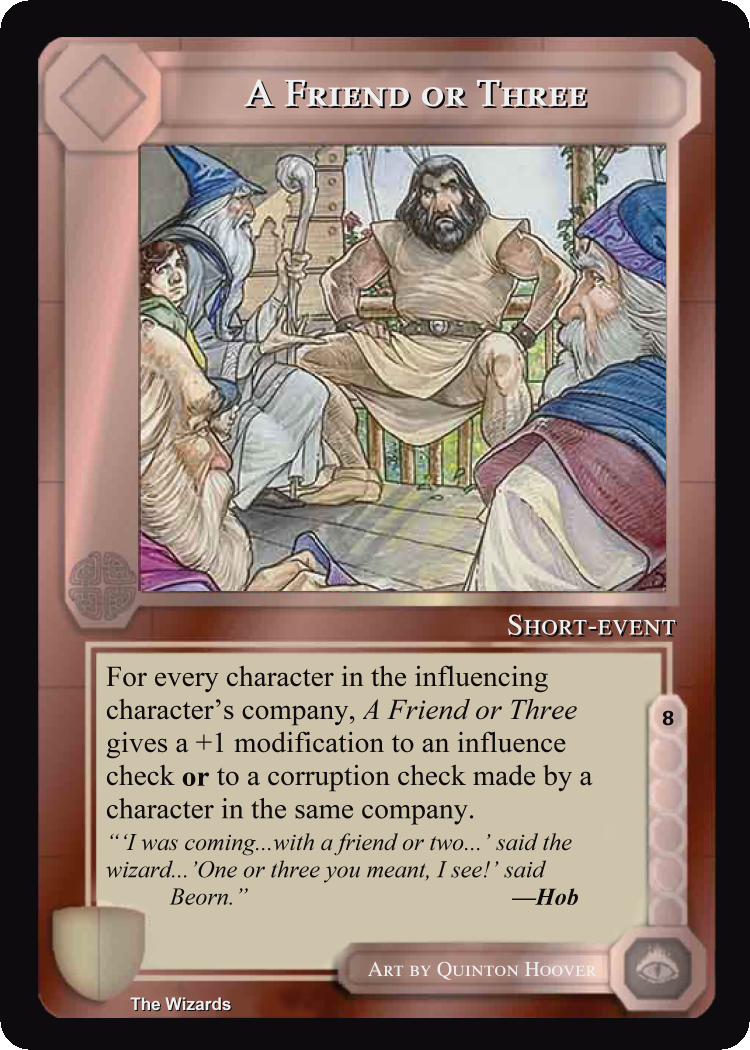 A Friend or Three
Short-event
For every character in the influencing
character's company, A Friend or Three
gives a +1 modification to an influence
check or to a corruption check made by a
character in the same company.
8
"'I was coming...with a friend or two...' said the
wizard...'One or three you meant, I see!' said
Beorn." —Hob
Art by Quinton Hoover
The Wizards